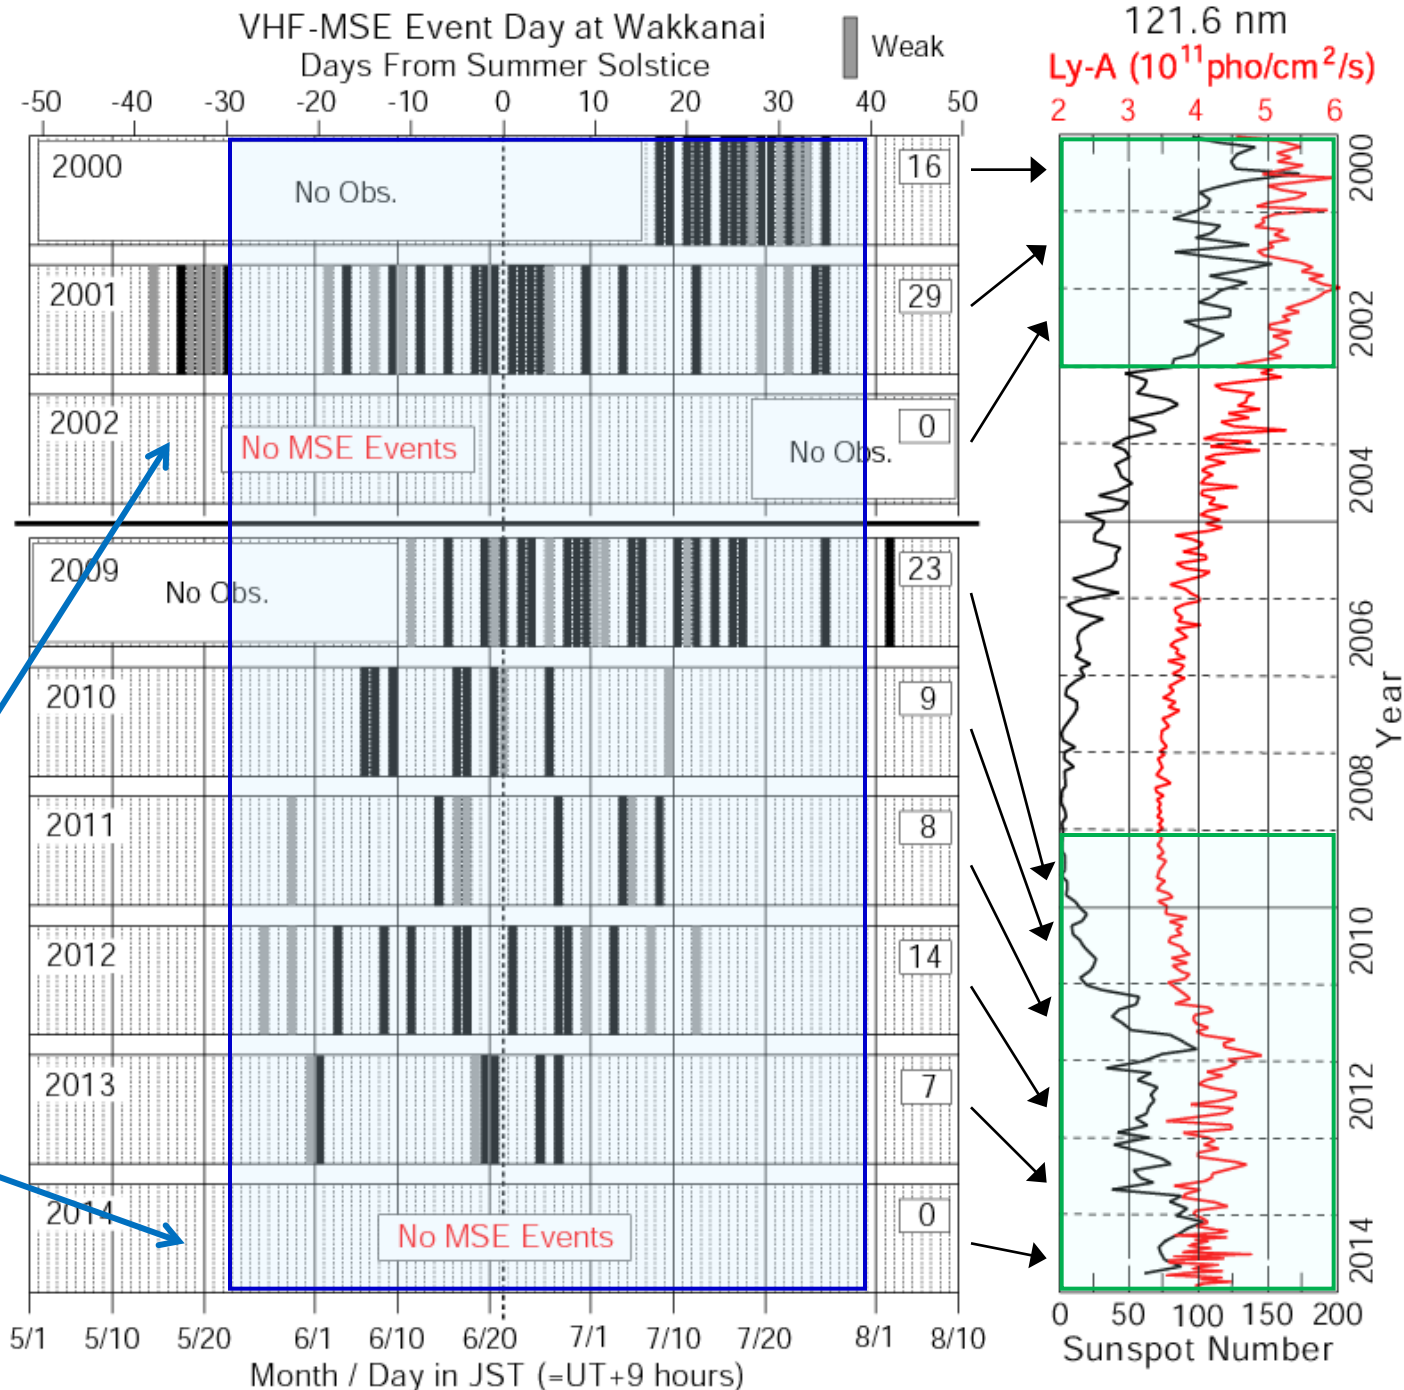 VHF-MSE Event Day at Wakkanai
Days From Summer Solstice
Weak
-50 -40 -30 -20 -10 0 10 20 30 40 50
2000
No Obs.
16
2001
29
2002
No MSE Events
No Obs.
0
2009
No Obs.
23
2010
9
2011
8
2012
14
2013
7
2014
No MSE Events
0
5/1 5/10 5/20 6/1 6/10 6/20 7/1 7/10 7/20 8/1 8/10
Month / Day in JST (=UT+9 hours)
121.6 nm
Ly-A (10¹¹pho/cm²/s)
2 3 4 5 6
2000
2002
2004
2006
2008
2010
2012
2014
Year
0 50 100 150 200
Sunspot Number